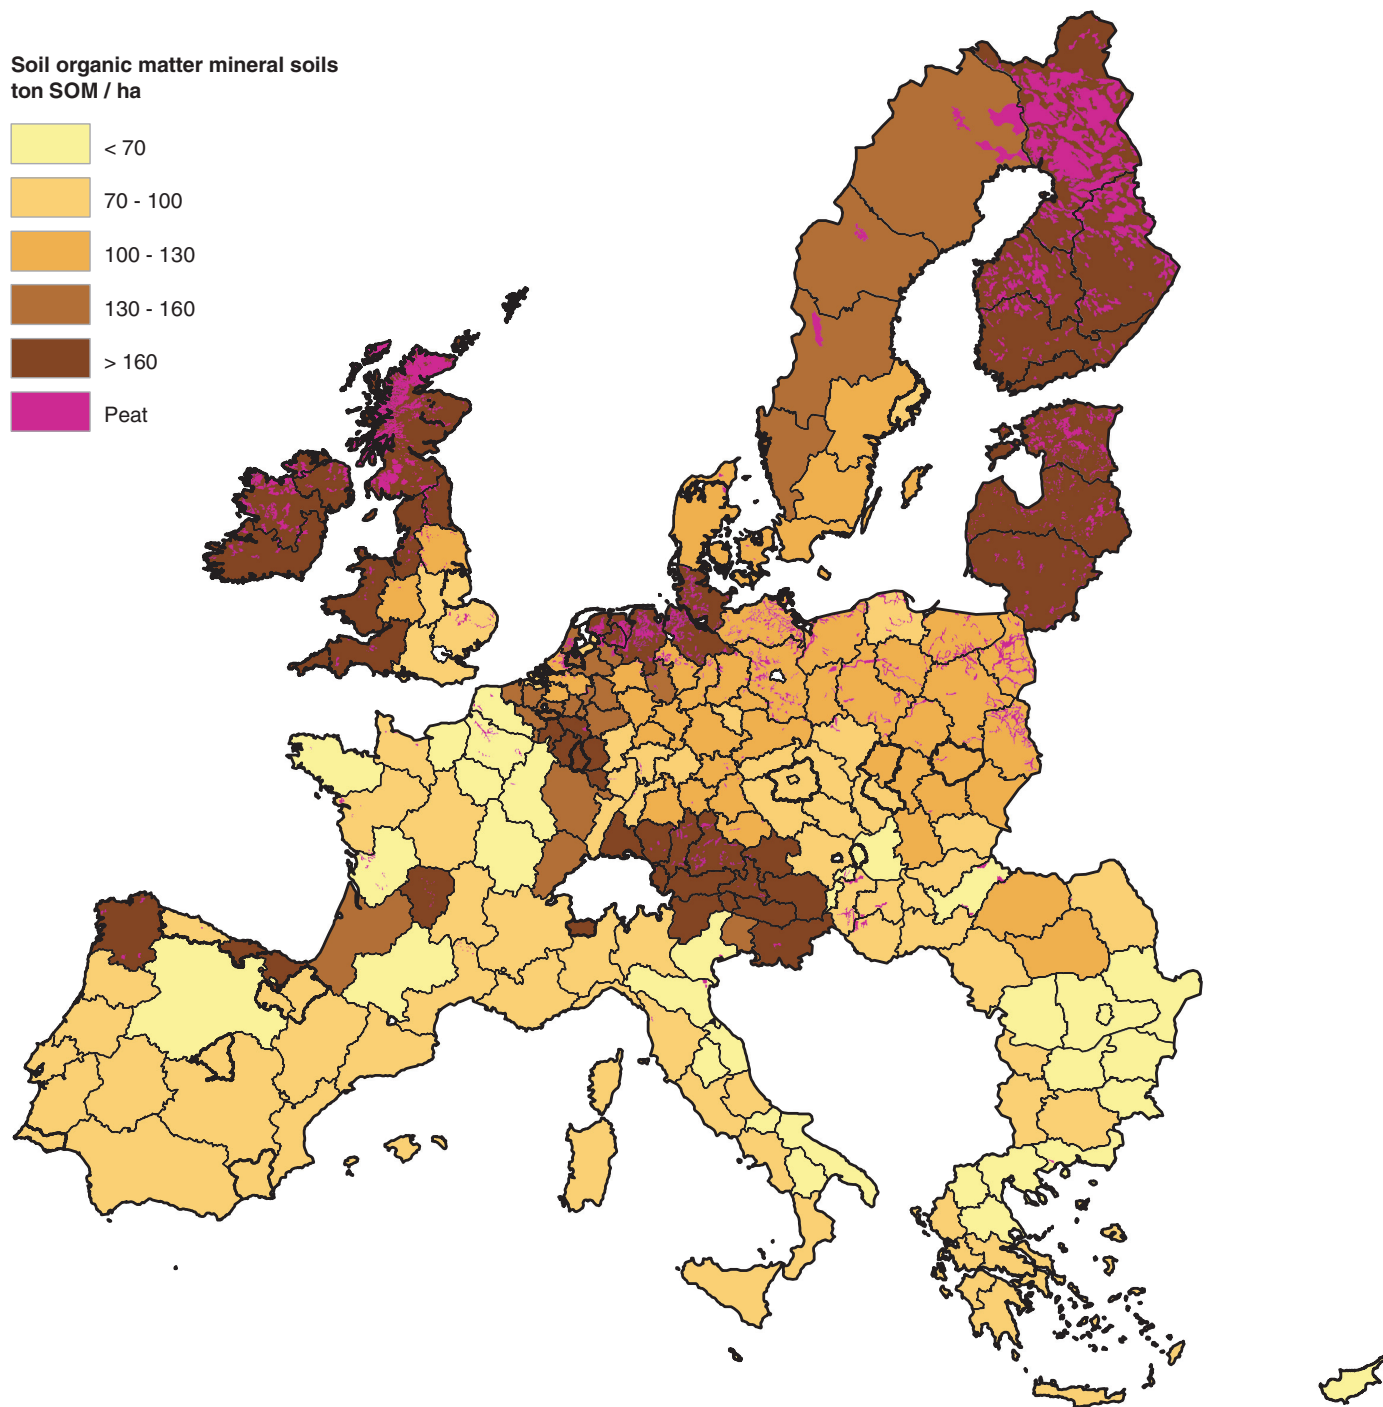 Soil organic matter mineral soils
ton SOM / ha
< 70
70 - 100
100 - 130
130 - 160
> 160
Peat